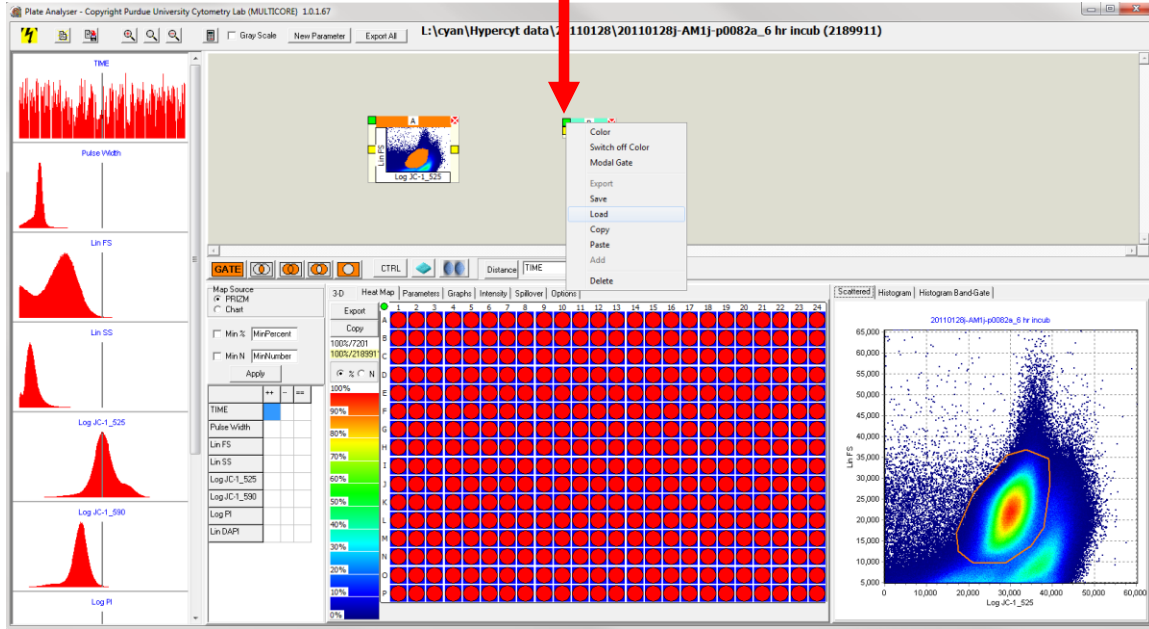 Plate Analyser - Copyright Purdue University Cytometry Lab (MULTICORE) 1.0.1.67
Gray Scale New Parameter Export All L:\cyan\Hypercyt data\20110128\20110128j-AM1j-p0082a_6 hr incub (2189911)
TIME
Pulse Width
Lin FS
Lin SS
Log JC-1_525
Log JC-1_590
Log PI
A
Lin FS
Log JC-1_525
Color
Switch off Color
Modal Gate
Export
Save
Load
Copy
Paste
Add
Delete
GATE CTRL Distance TIME
Map Source
PRIZM
Chart
Min % MinPercent
Min N MinNumber
Apply
++ - ==
TIME
Pulse Width
Lin FS
Lin SS
Log JC-1_525
Log JC-1_590
Log PI
Lin DAPI
3-D Heat Map Parameters Graphs Intensity Spillover Options
Export
Copy
100%/7201
100%/2189911
% N
100%
90%
80%
70%
60%
50%
40%
30%
20%
10%
0%
1 2 3 4 5 6 7 8 9 10 11 12 13 14 15 16 17 18 19 20 21 22 23 24
A
B
C
D
E
F
G
H
I
J
K
L
M
N
O
P
Scattered Histogram Histogram Band-Gate
20110128j-AM1j-p0082a_6 hr incub
65,000
60,000
55,000
50,000
45,000
40,000
35,000
30,000
25,000
20,000
15,000
10,000
5,000
Lin FS
0 10,000 20,000 30,000 40,000 50,000 60,000
Log JC-1_525